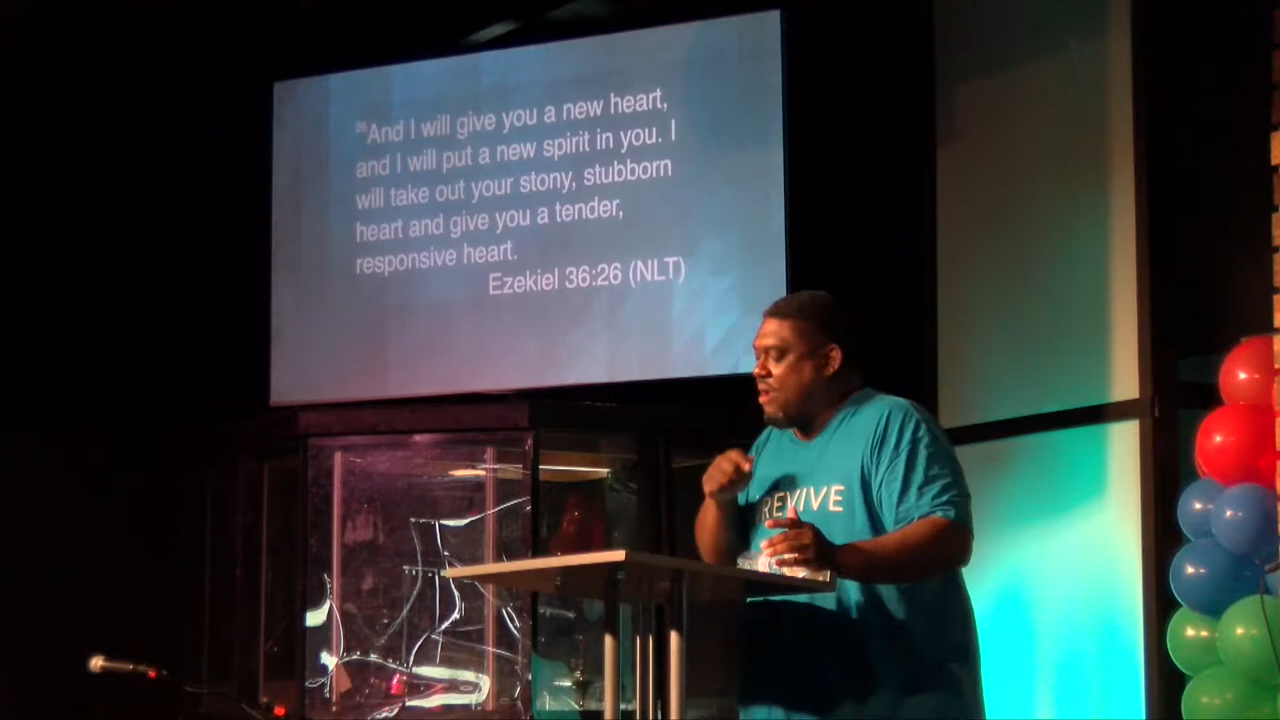 26And I will give you a new heart,
and I will put a new spirit in you. I
will take out your stony, stubborn
heart and give you a tender,
responsive heart.
Ezekiel 36:26 (NLT)
REVIVE